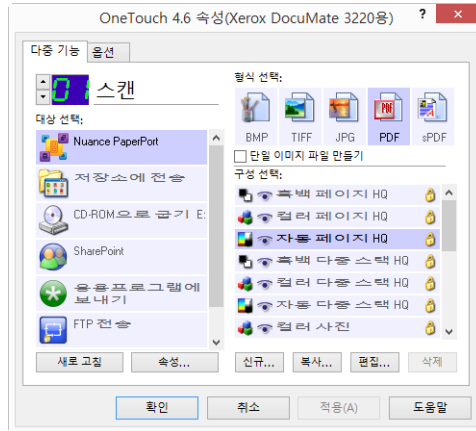 OneTouch 4.6 속성(Xerox DocuMate 3220용)
? ×
다중 기능 옵션
01 스캔
대상 선택:
Nuance PaperPort
저장소에 전송
CD-ROM으로 굽기 E:
SharePoint
응용프로그램에
보내기
FTP 전송
새로 고침 속성...
형식 선택:
BMP TIFF JPG PDF sPDF
단일 이미지 파일 만들기
구성 선택:
흑백 페이지 HQ
컬러 페이지 HQ
자동 페이지 HQ
흑백 다중 스택 HQ
컬러 다중 스택 HQ
자동 다중 스택 HQ
컬러 사진
신규... 복사... 편집... 삭제
확인 취소 적용(A) 도움말